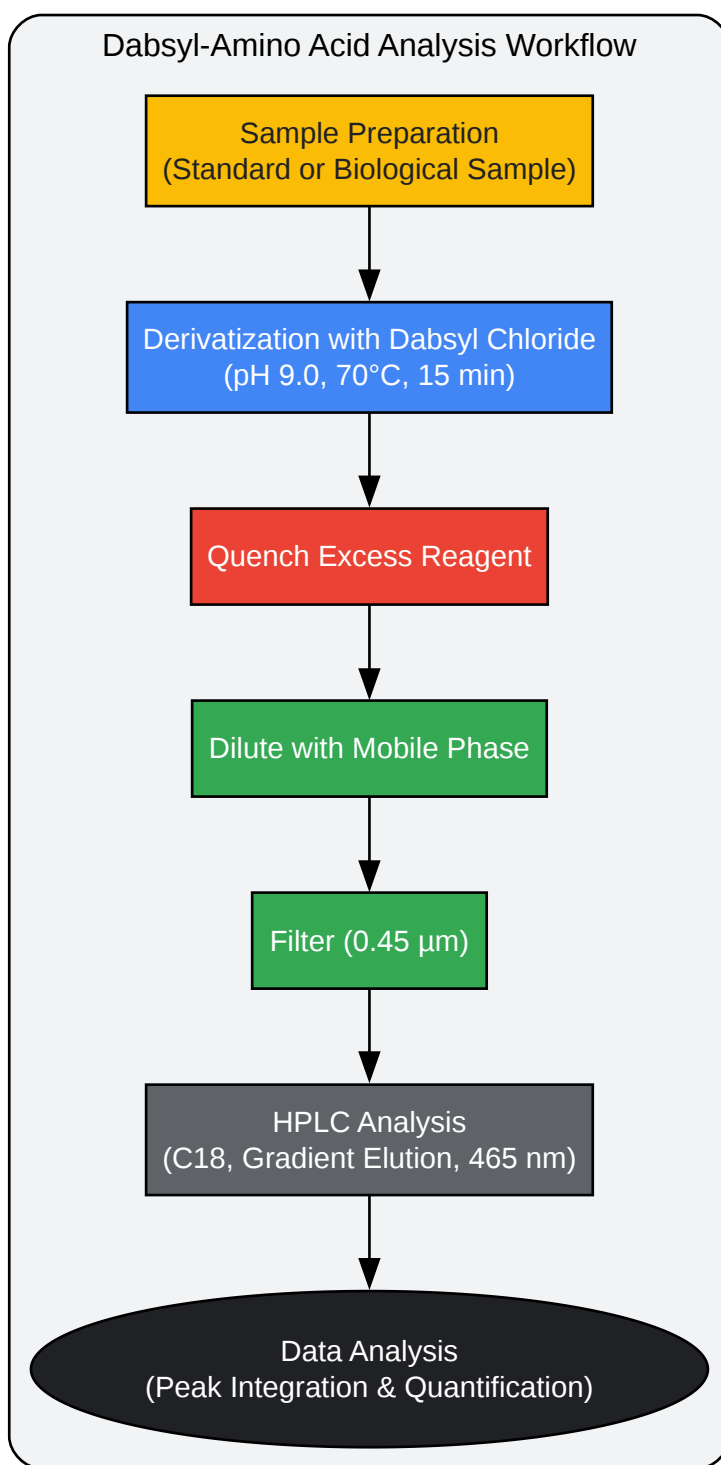 Dabsyl-Amino Acid Analysis Workflow
Sample Preparation
(Standard or Biological Sample)
Derivatization with Dabsyl Chloride
(pH 9.0, 70°C, 15 min)
Quench Excess Reagent
Dilute with Mobile Phase
Filter (0.45 µm)
HPLC Analysis
(C18, Gradient Elution, 465 nm)
Data Analysis
(Peak Integration & Quantification)